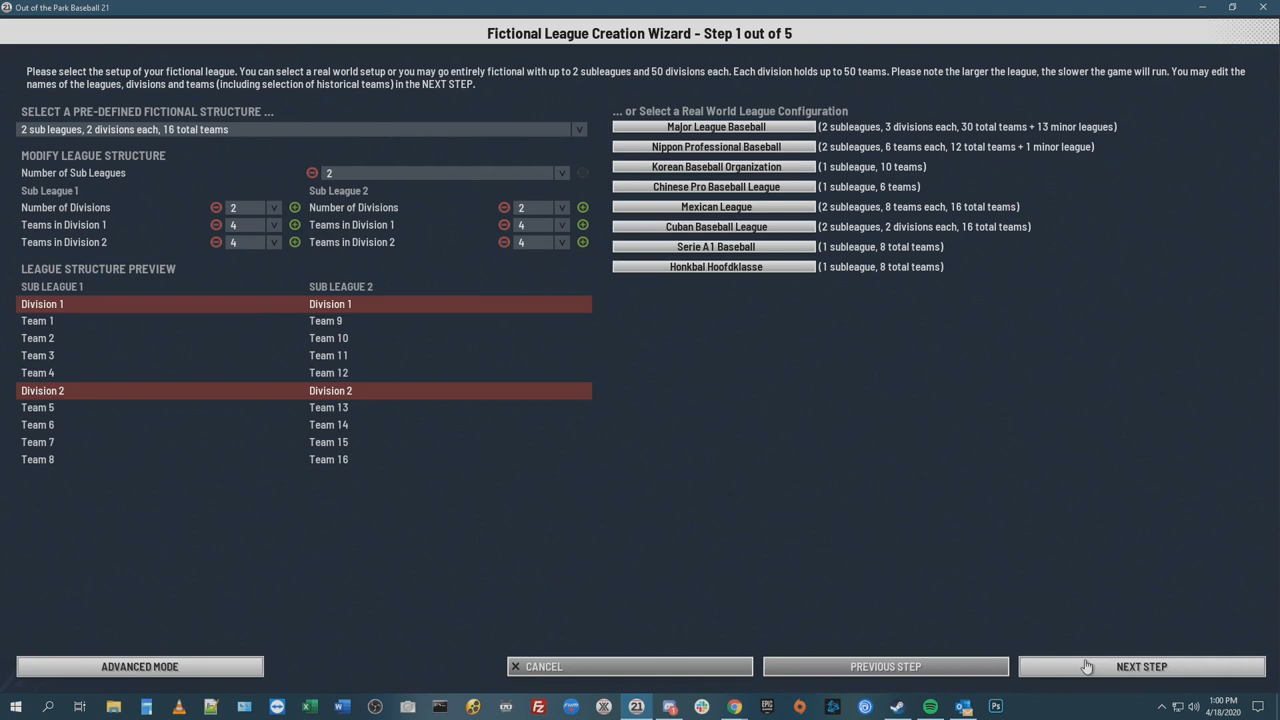 Out of the Park Baseball 21
Fictional League Creation Wizard - Step 1 out of 5
Please select the setup of your fictional league. You can select a real world setup or you may go entirely fictional with up to 2 subleagues and 50 divisions each. Each division holds up to 50 teams. Please note the larger the league, the slower the game will run. You may edit the
names of the leagues, divisions and teams (including selection of historical teams) in the NEXT STEP.
SELECT A PRE-DEFINED FICTIONAL STRUCTURE ...
2 sub leagues, 2 divisions each, 16 total teams
MODIFY LEAGUE STRUCTURE
Number of Sub Leagues 2
Sub League 1 Sub League 2
Number of Divisions 2 Number of Divisions 2
Teams in Division 1 4 Teams in Division 1 4
Teams in Division 2 4 Teams in Division 2 4
LEAGUE STRUCTURE PREVIEW
SUB LEAGUE 1 SUB LEAGUE 2
Division 1 Division 1
Team 1 Team 9
Team 2 Team 10
Team 3 Team 11
Team 4 Team 12
Division 2 Division 2
Team 5 Team 13
Team 6 Team 14
Team 7 Team 15
Team 8 Team 16
... or Select a Real World League Configuration
Major League Baseball (2 subleagues, 3 divisions each, 30 total teams + 13 minor leagues)
Nippon Professional Baseball (2 subleagues, 6 teams each, 12 total teams + 1 minor league)
Korean Baseball Organization (1 subleague, 10 teams)
Chinese Pro Baseball League (1 subleague, 6 teams)
Mexican League (2 subleagues, 8 teams each, 16 total teams)
Cuban Baseball League (2 subleagues, 2 divisions each, 16 total teams)
Serie A1 Baseball (1 subleague, 8 total teams)
Honkbal Hoofdklasse (1 subleague, 8 total teams)
ADVANCED MODE
CANCEL
PREVIOUS STEP
NEXT STEP
1:00 PM
4/18/2020